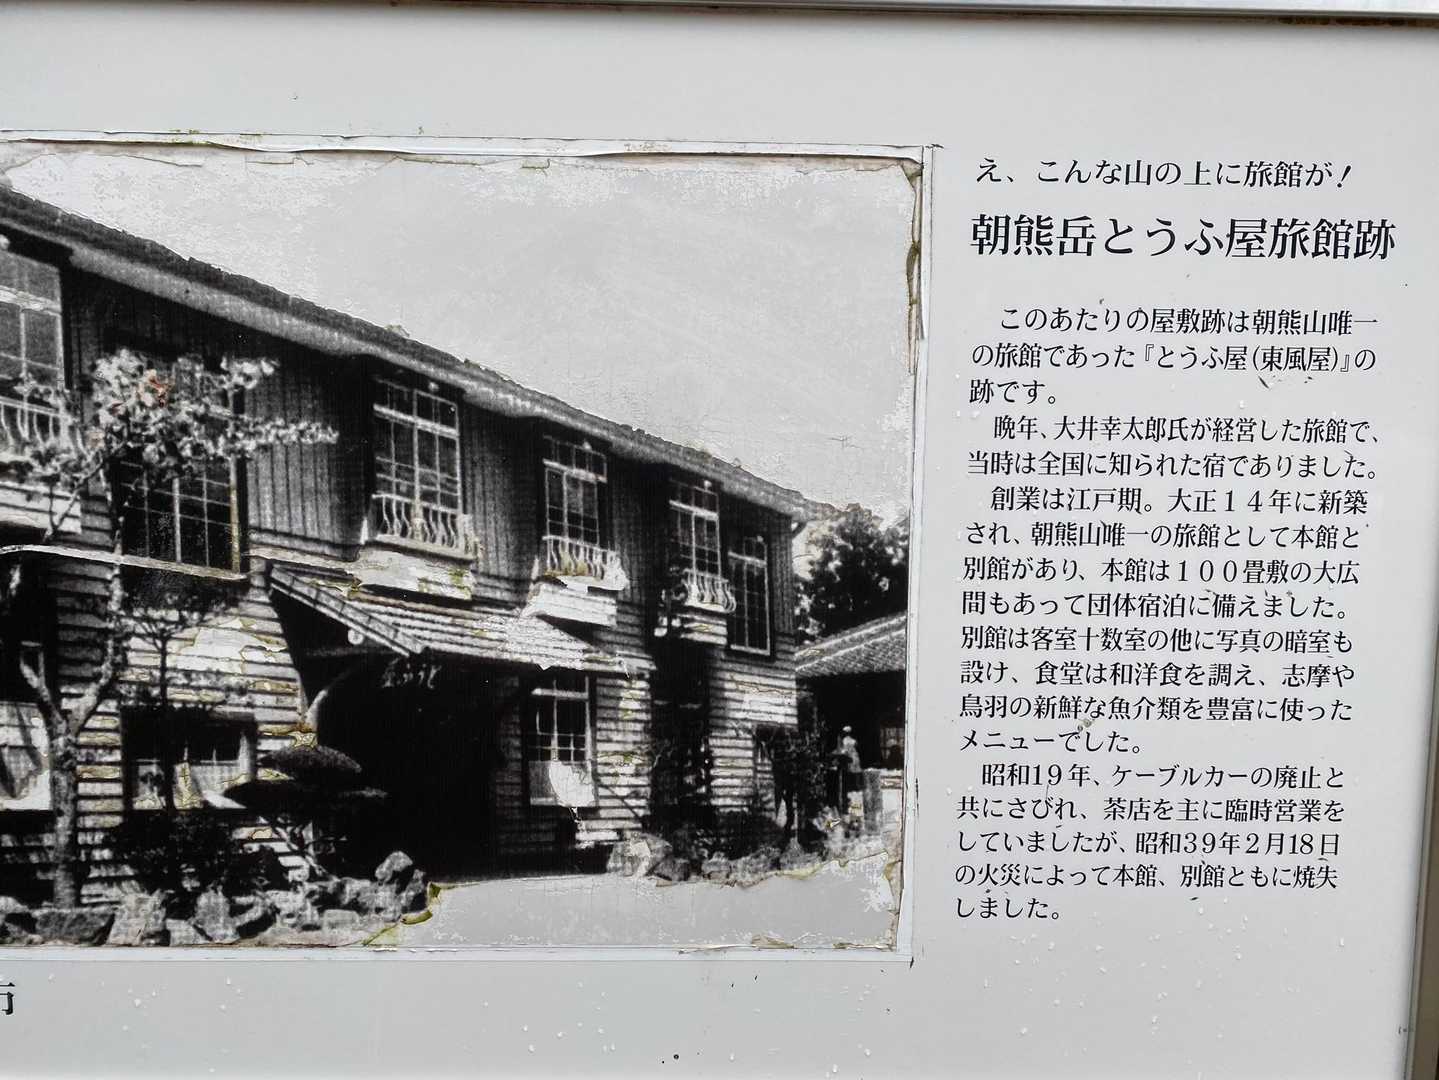 え、こんな山の上に旅館が!
朝熊岳とうふ屋旅館跡
このあたりの屋敷跡は朝熊山唯一
の旅館であった『とうふ屋(東風屋)』の
跡です。
晩年、大井幸太郎氏が経営した旅館で、
当時は全国に知られた宿でありました。
創業は江戸期。大正14年に新築
され、朝熊山唯一の旅館として本館と
別館があり、本館は100畳敷の大広
間もあって団体宿泊に備えました。
別館は客室十数室の他に写真の暗室も
設け、食堂は和洋食を調え、志摩や
鳥羽の新鮮な魚介類を豊富に使った
メニューでした。
昭和19年、ケーブルカーの廃止と
共にさびれ、茶店を主に臨時営業を
していましたが、昭和39年2月18日
の火災によって本館、別館ともに焼失
しました。